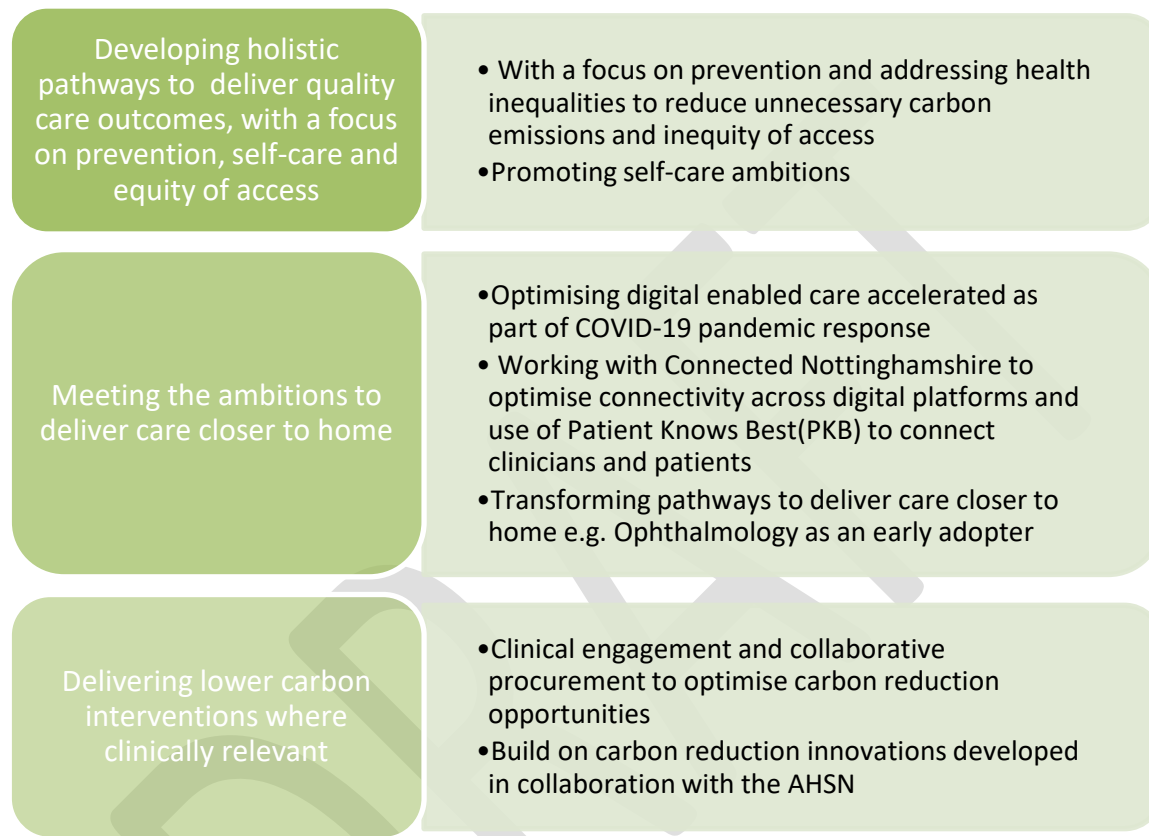 Developing holistic
pathways to deliver quality
care outcomes, with a focus
on prevention, self-care and
equity of access
• With a focus on prevention and addressing health
inequalities to reduce unnecessary carbon
emissions and inequity of access
•Promoting self-care ambitions
Meeting the ambitions to
deliver care closer to home
•Optimising digital enabled care accelerated as
part of COVID-19 pandemic response
• Working with Connected Nottinghamshire to
optimise connectivity across digital platforms and
use of Patient Knows Best(PKB) to connect
clinicians and patients
•Transforming pathways to deliver care closer to
home e.g. Ophthalmology as an early adopter
Delivering lower carbon
interventions where
clinically relevant
•Clinical engagement and collaborative
procurement to optimise carbon reduction
opportunities
•Build on carbon reduction innovations developed
in collaboration with the AHSN
DRAFT